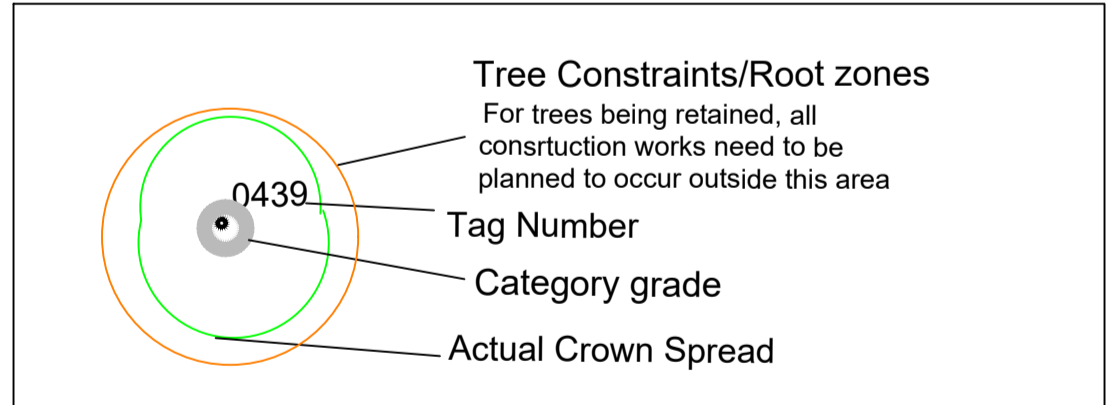 Tree Constraints/Root zones
For trees being retained, all
consrtuction works need to be
planned to occur outside this area
0439
Tag Number
Category grade
Actual Crown Spread